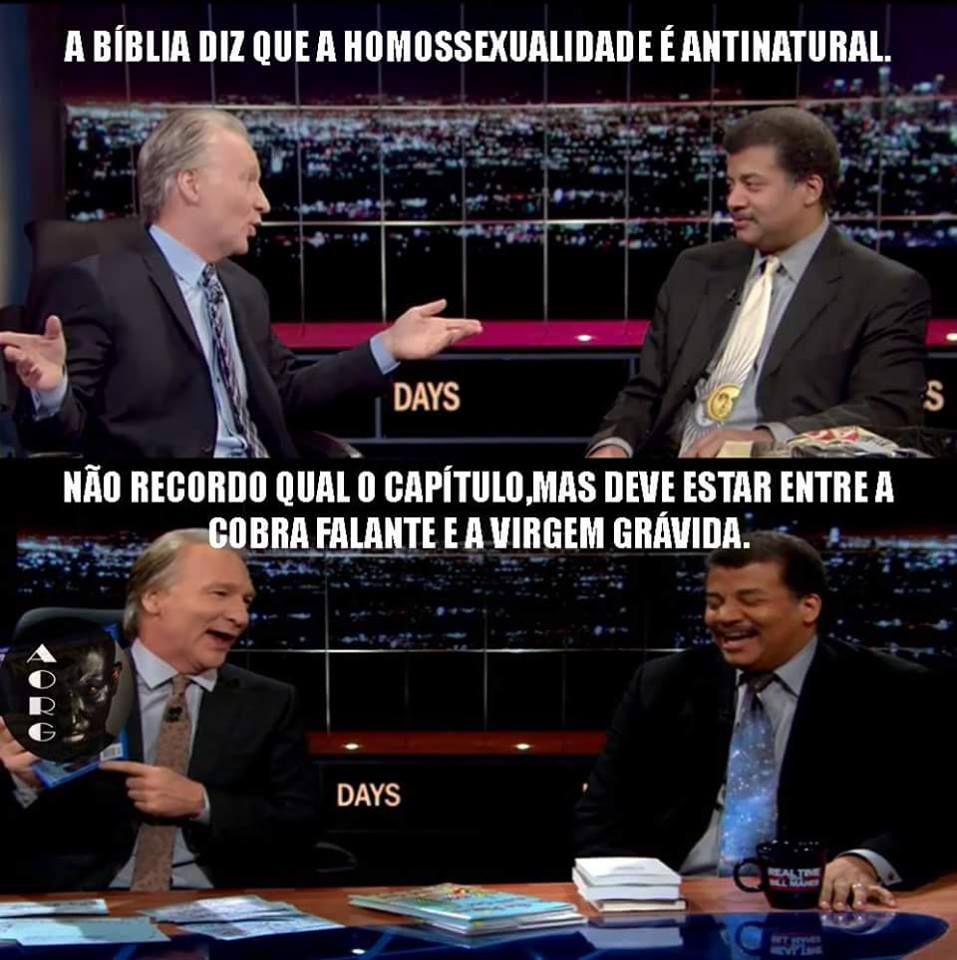 A BÍBLIA DIZ QUE A HOMOSSEXUALIDADE É ANTINATURAL.
DAYS
S
NÃO RECORDO QUAL O CAPÍTULO,MAS DEVE ESTAR ENTRE A
COBRA FALANTE E A VIRGEM GRÁVIDA.
A
O
R
G
DAYS
REAL TIME
BILL MAHER